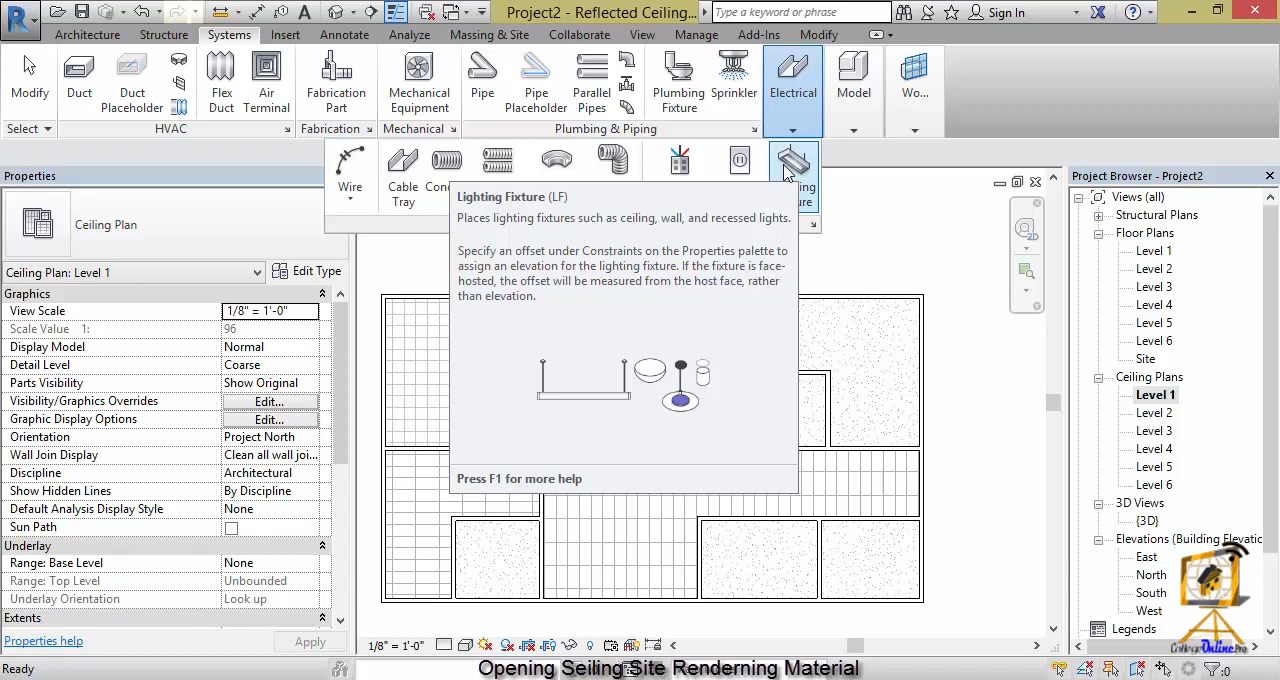 Project2 - Reflected Ceiling...
Type a keyword or phrase
Sign In
Architecture Structure Systems Insert Annotate Analyze Massing & Site Collaborate View Manage Add-Ins Modify
Modify
Duct
Duct Placeholder
Flex Duct
Air Terminal
Fabrication Part
Mechanical Equipment
Pipe
Pipe Placeholder
Parallel Pipes
Plumbing Fixture
Sprinkler
Electrical
Model
Wo...
Select
HVAC
Fabrication
Mechanical
Plumbing & Piping
Wire
Cable Tray
Lighting Fixture (LF)
Places lighting fixtures such as ceiling, wall, and recessed lights.
Specify an offset under Constraints on the Properties palette to
assign an elevation for the lighting fixture. If the fixture is face-
hosted, the offset will be measured from the host face, rather
than elevation.
Press F1 for more help
Properties
Ceiling Plan
Ceiling Plan: Level 1
Edit Type
Graphics
View Scale 1/8" = 1'-0"
Scale Value 1: 96
Display Model Normal
Detail Level Coarse
Parts Visibility Show Original
Visibility/Graphics Overrides Edit...
Graphic Display Options Edit...
Orientation Project North
Wall Join Display Clean all wall joi...
Discipline Architectural
Show Hidden Lines By Discipline
Default Analysis Display Style None
Sun Path
Underlay
Range: Base Level None
Range: Top Level Unbounded
Underlay Orientation Look up
Extents
Properties help
Apply
Project Browser - Project2
Views (all)
Structural Plans
Floor Plans
Level 1
Level 2
Level 3
Level 4
Level 5
Level 6
Site
Ceiling Plans
Level 1
Level 2
Level 3
Level 4
Level 5
Level 6
3D Views
{3D}
Elevations (Building Elevatio
East
North
South
West
Legends
2D
1/8" = 1'-0"
Ready
:0
CollegeOnline.Pro
Opening Seiling Site Rendernning Material